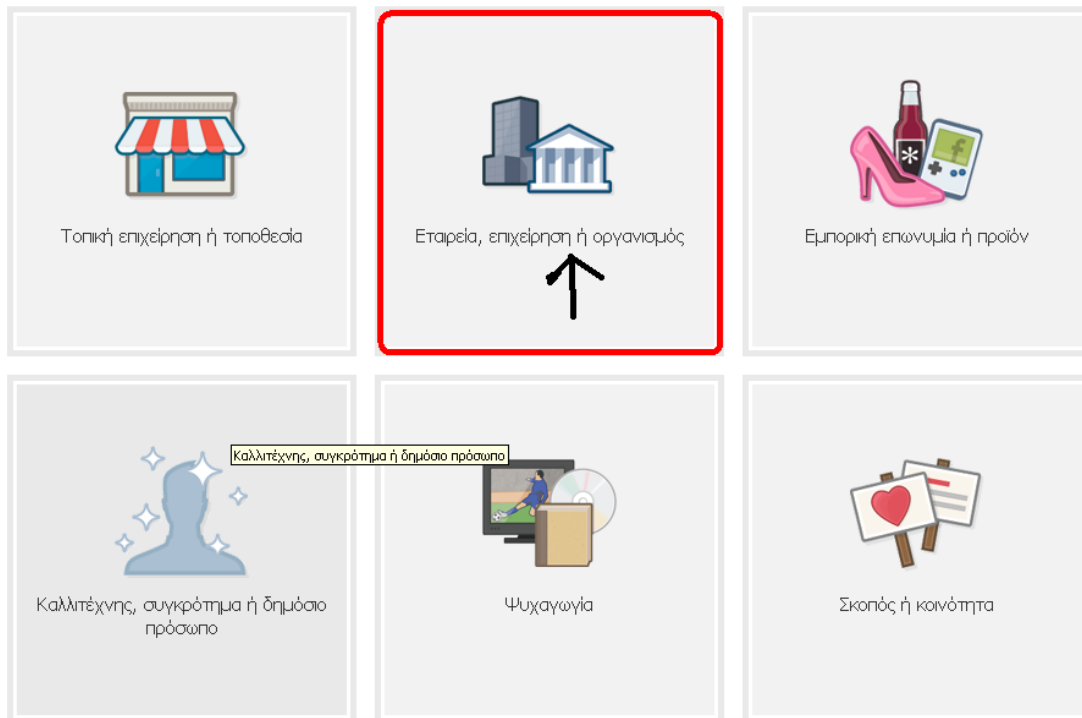 Τοπική επιχείρηση ή τοποθεσία
Εταιρεία, επιχείρηση ή οργανισμός
Εμπορική επωνυμία ή προϊόν
Καλλιτέχνης, συγκρότημα ή δημόσιο πρόσωπο
Καλλιτέχνης, συγκρότημα ή δημόσιο
πρόσωπο
Ψυχαγωγία
Σκοπός ή κοινότητα